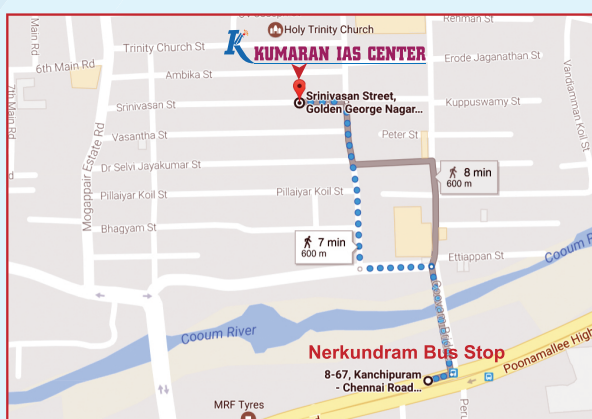 Rehman St
Holy Trinity Church
Trinity Church St
KUMARAN IAS CENTER
Main Rd
6th Main Rd
7th Main Rd
Ambika St
Erode Jaganathan St
Vandiamman Koil St
Srinivasan St
Srinivasan Street,
Golden George Nagar...
Kuppuswamy St
Vasantha St
Peter St
Mogappair Estate Rd
Dr Selvi Jayakumar St
8 min
600 m
Pillaiyar Koil St
Pillaiyar Koil St
Bhagyam St
7 min
600 m
Ettiappan St
Cooum R
Cooum River
Nerkundram Bus Stop
8-67, Kanchipuram
- Chennai Road...
Poonamallee High
MRF Tyres
Peru